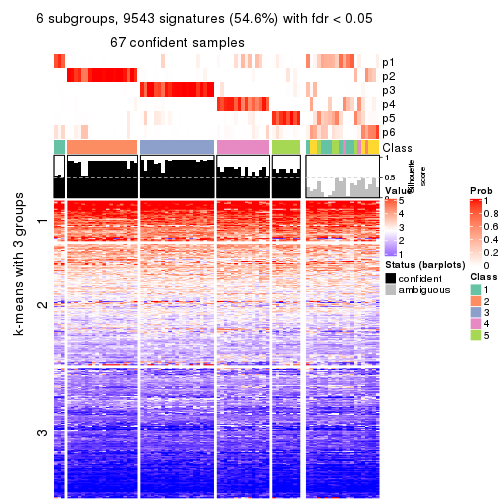 6 subgroups, 9543 signatures (54.6%) with fdr < 0.05
67 confident samples
p1
p2
p3
p4
p5
p6
Class
1
0.5
0
Silhouette
score
k-means with 3 groups
1
2
3
Value
5
4
3
2
1
Status (barplots)
confident
ambiguous
Prob
1
0.8
0.6
0.4
0.2
0
Class
1
2
3
4
5